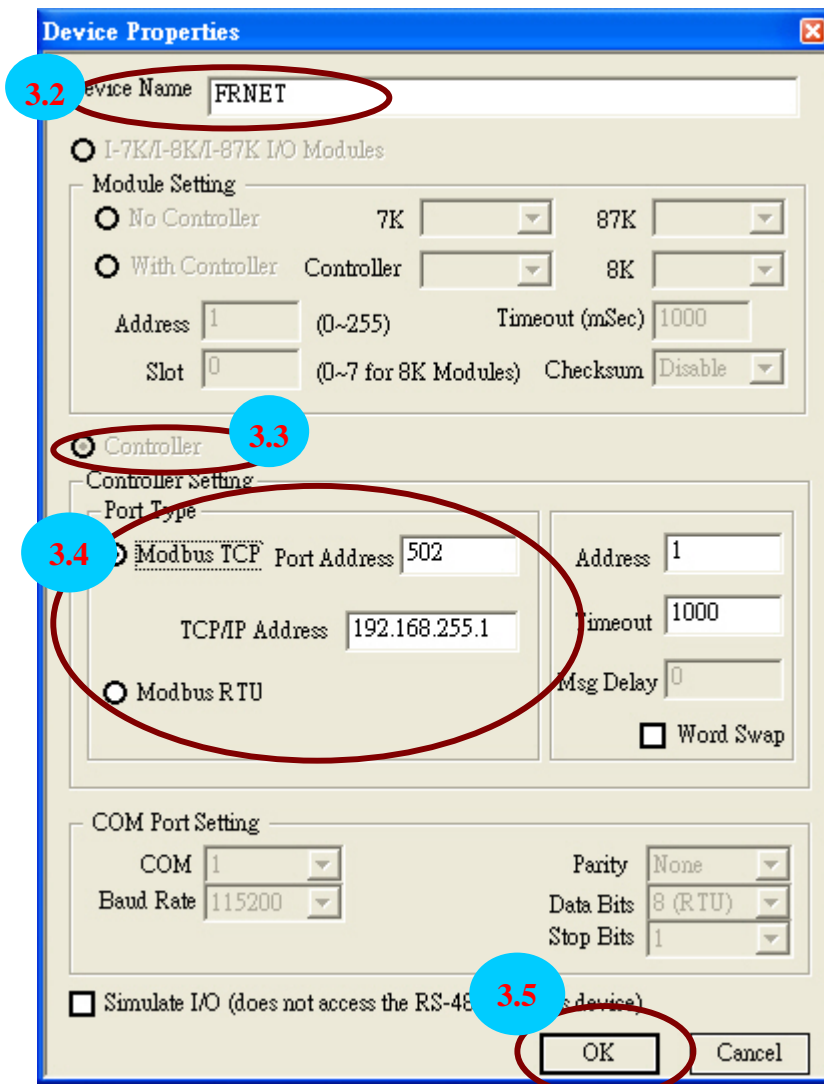 Device Properties
3.2
evice Name FRNET
I-7K/I-8K/I-87K I/O Modules
Module Setting
No Controller 7K 87K
With Controller Controller 8K
Address 1 (0~255) Timeout (mSec) 1000
Slot 0 (0~7 for 8K Modules) Checksum Disable
Controller 3.3
Controller Setting
Port Type
3.4 Modbus TCP Port Address 502
TCP/IP Address 192.168.255.1
Modbus RTU
Address 1
Timeout 1000
Msg Delay 0
Word Swap
COM Port Setting
COM 1 Parity None
Baud Rate 115200 Data Bits 8 (RTU)
Stop Bits 1
Simulate I/O (does not access the RS-48 3.5 s device)
OK Cancel